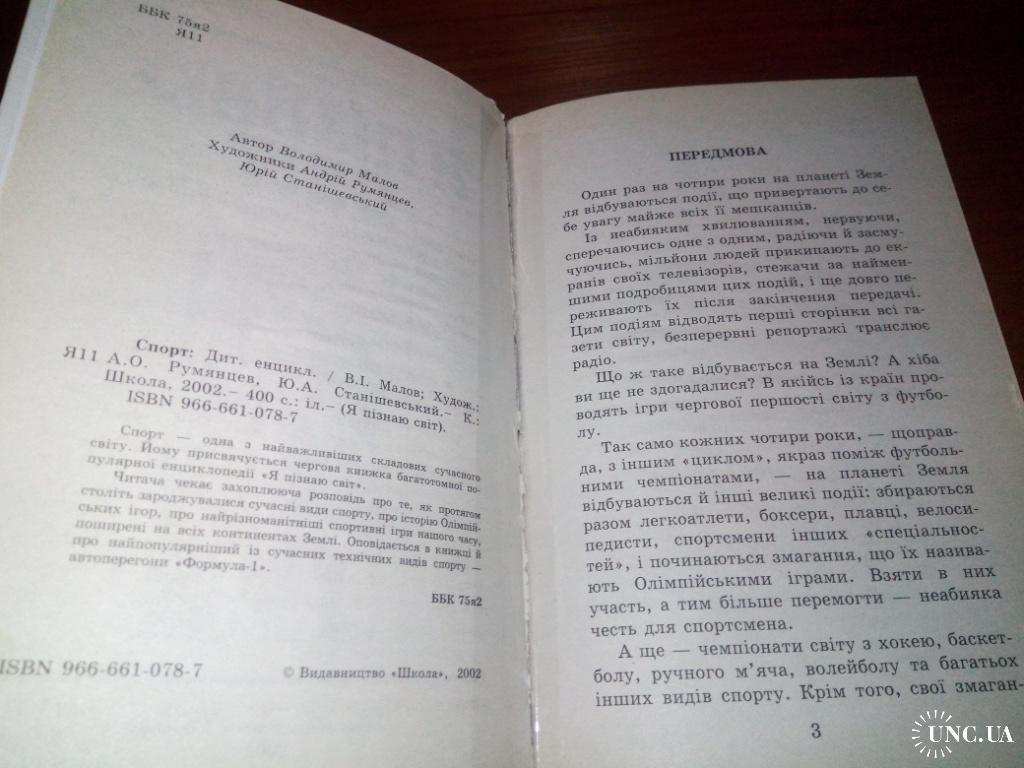 ББК 75я2
Я11
Автор Володимир Малов
Художники Андрій Румянцев,
Юрій Станішевський
Спорт: Дит. енцикл. / В.І. Малов; Худож.:
Я11 А.О. Румянцев, Ю.А. Станішевський.– К.:
Школа, 2002.– 400 с.: іл.– (Я пізнаю світ).
ISBN 966-661-078-7
Спорт — одна з найважливіших складових сучасного
світу. Йому присвячується чергова книжка багатотомної по-
пулярної енциклопедії «Я пізнаю світ».
Читача чекає захоплююча розповідь про те, як протягом
століть зароджувалися сучасні види спорту, про історію Олімпій-
ських ігор, про найрізноманітніші спортивні ігри нашого часу,
поширені на всіх континентах Землі. Оповідається в книжці й
про найпопулярніший із сучасних технічних видів спорту —
автоперегони «Формула-1».
ББК 75я2
ISBN 966-661-078-7
© Видавництво «Школа», 2002
ПЕРЕДМОВА
Один раз на чотири роки на планеті Зем-
ля відбуваються події, що привертають до се-
бе увагу майже всіх її мешканців.
Із неабияким хвилюванням, нервуючи,
сперечаючись одне з одним, радіючи й засму-
чуючись, мільйони людей прикипають до ек-
ранів своїх телевізорів, стежачи за наймен-
шими подробицями цих подій, і ще довго пе-
реживають їх після закінчення передачі.
Цим подіям відводять перші сторінки всі га-
зети світу, безперервні репортажі транслює
радіо.
Що ж таке відбувається на Землі? А хіба
ви ще не здогадалися? В якійсь із країн про-
водять ігри чергової першості світу з футбо-
лу.
Так само кожних чотири роки, — щоправ-
да, з іншим «циклом», якраз поміж футболь-
ними чемпіонатами, — на планеті Земля
відбуваються й інші великі події: збираються
разом легкоатлети, боксери, плавці, велоси-
педисти, спортсмени інших «спеціальнос-
тей», і починаються змагання, що їх назива-
ють Олімпійськими іграми. Взяти в них
участь, а тим більше перемогти — неабияка
честь для спортсмена.
А ще — чемпіонати світу з хокею, баскет-
болу, ручного м’яча, волейболу та багатьох
інших видів спорту. Крім того, свої змаган-
3
UNC.UA